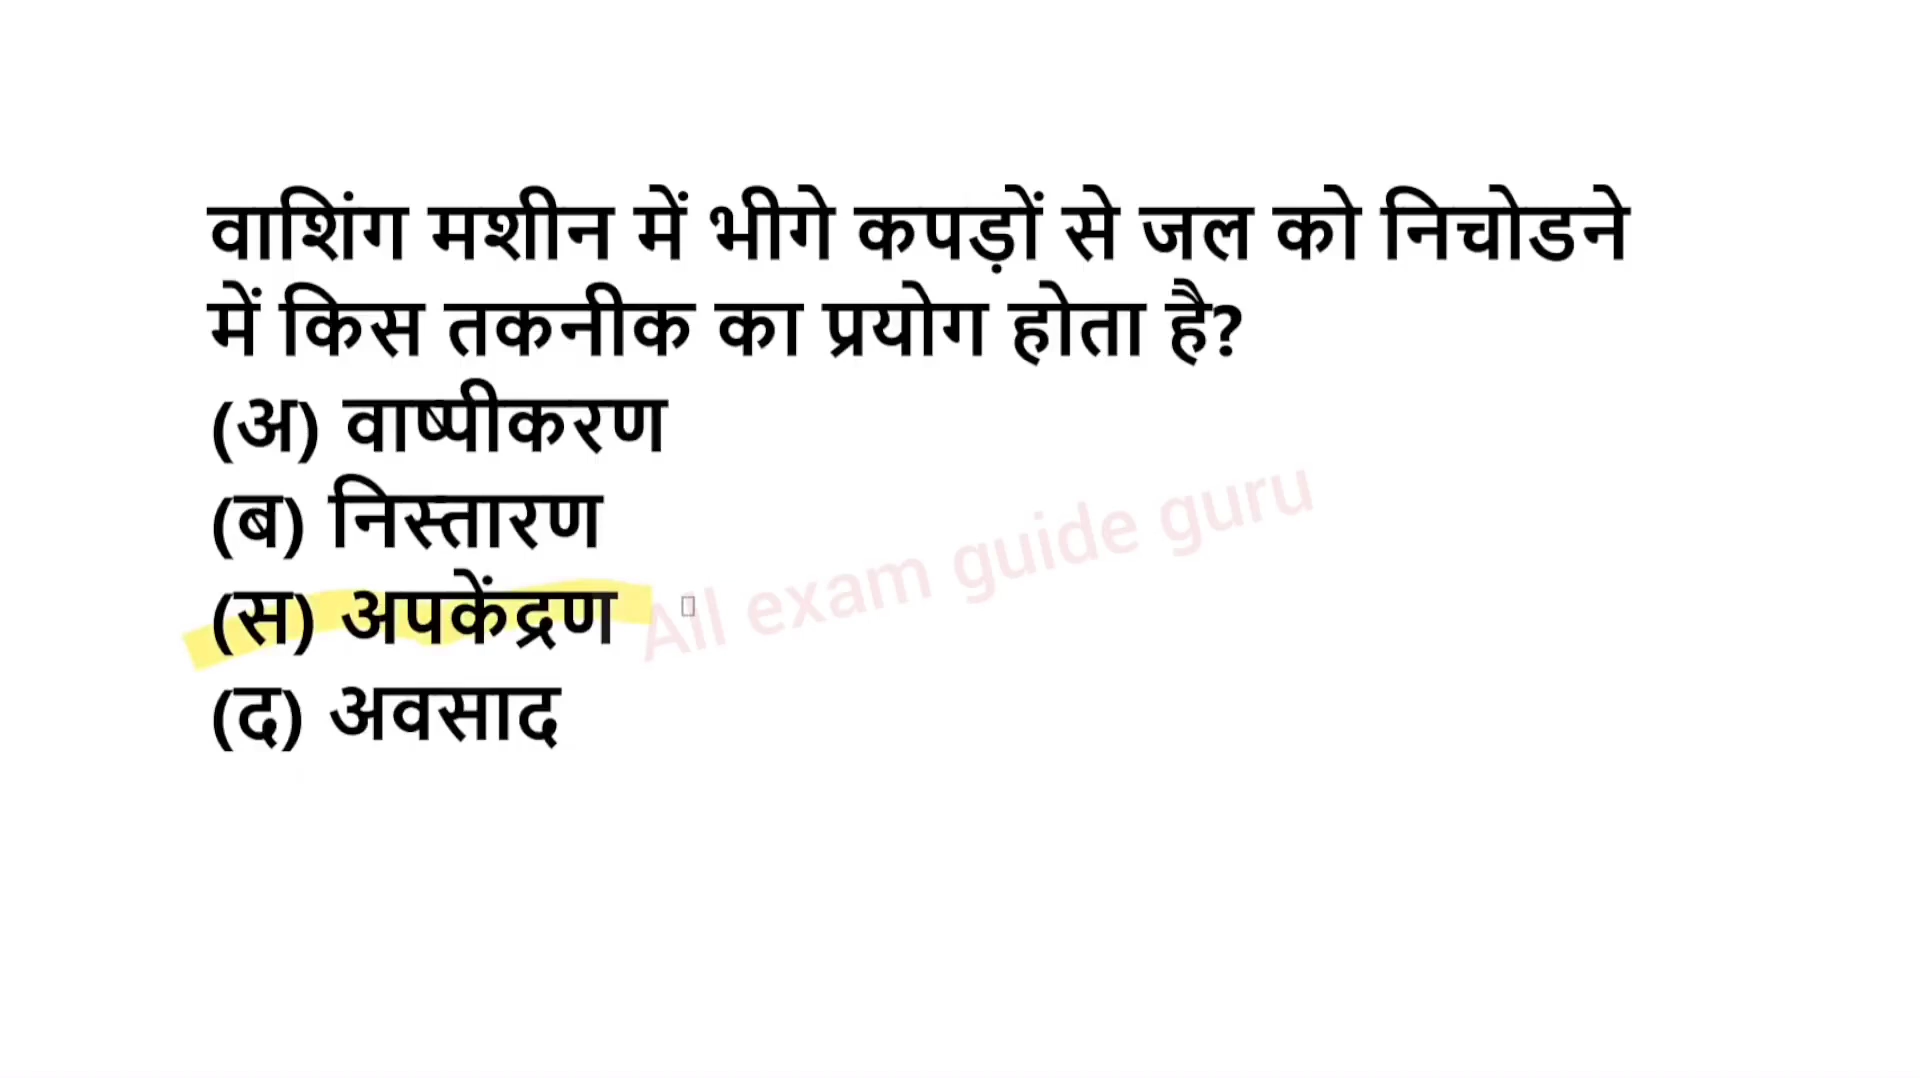 वाशिंग मशीन में भीगे कपड़ों से जल को निचोडने
में किस तकनीक का प्रयोग होता है?
(अ) वाष्पीकरण
(ब) निस्तारण
(स) अपकेंद्रण
(द) अवसाद
All exam guide guru